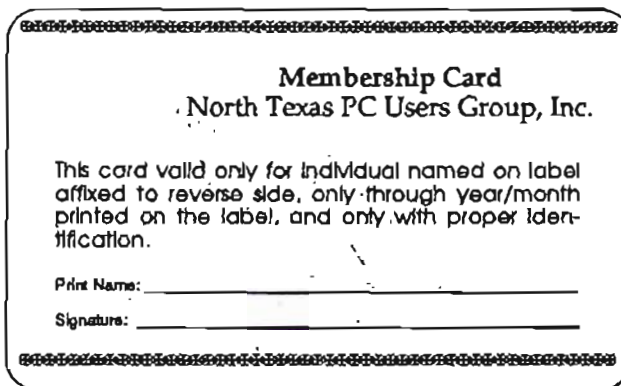 Membership Card
North Texas PC Users Group, Inc.
This card valid only for individual named on label
affixed to reverse side, only through year/month
printed on the label, and only with proper iden-
tification.
Print Name:
Signature: